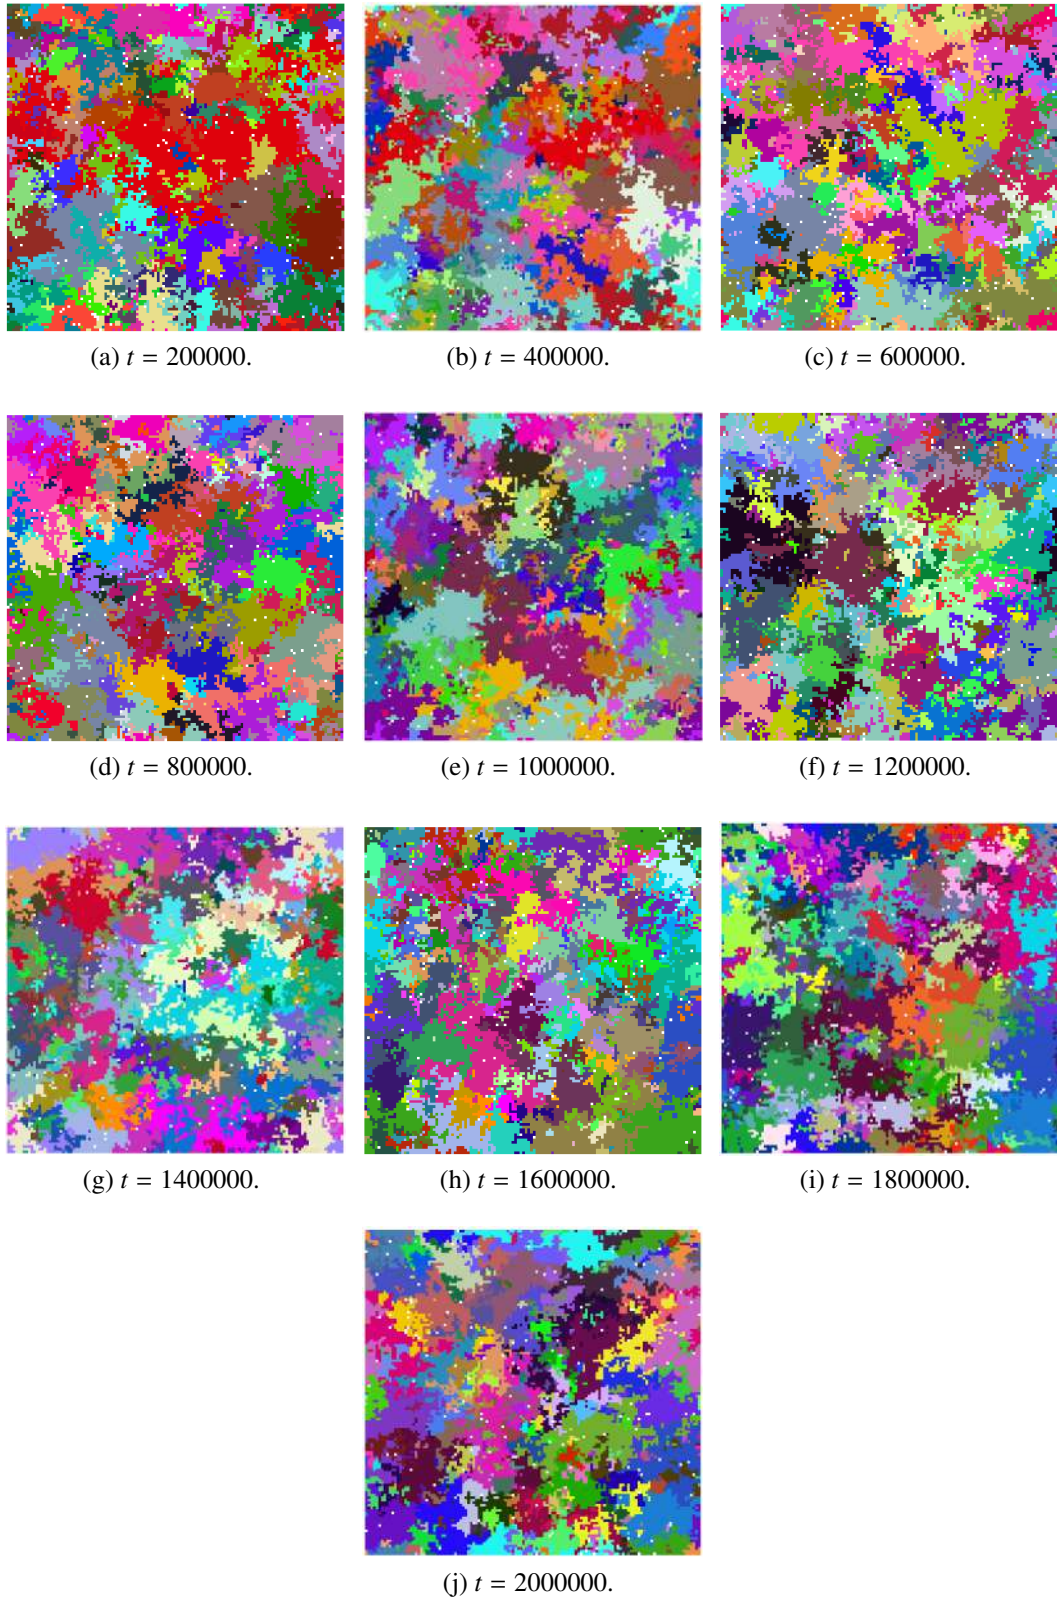 (a) t = 200000.
(b) t = 400000.
(c) t = 600000.
(d) t = 800000.
(e) t = 1000000.
(f) t = 1200000.
(g) t = 1400000.
(h) t = 1600000.
(i) t = 1800000.
(j) t = 2000000.